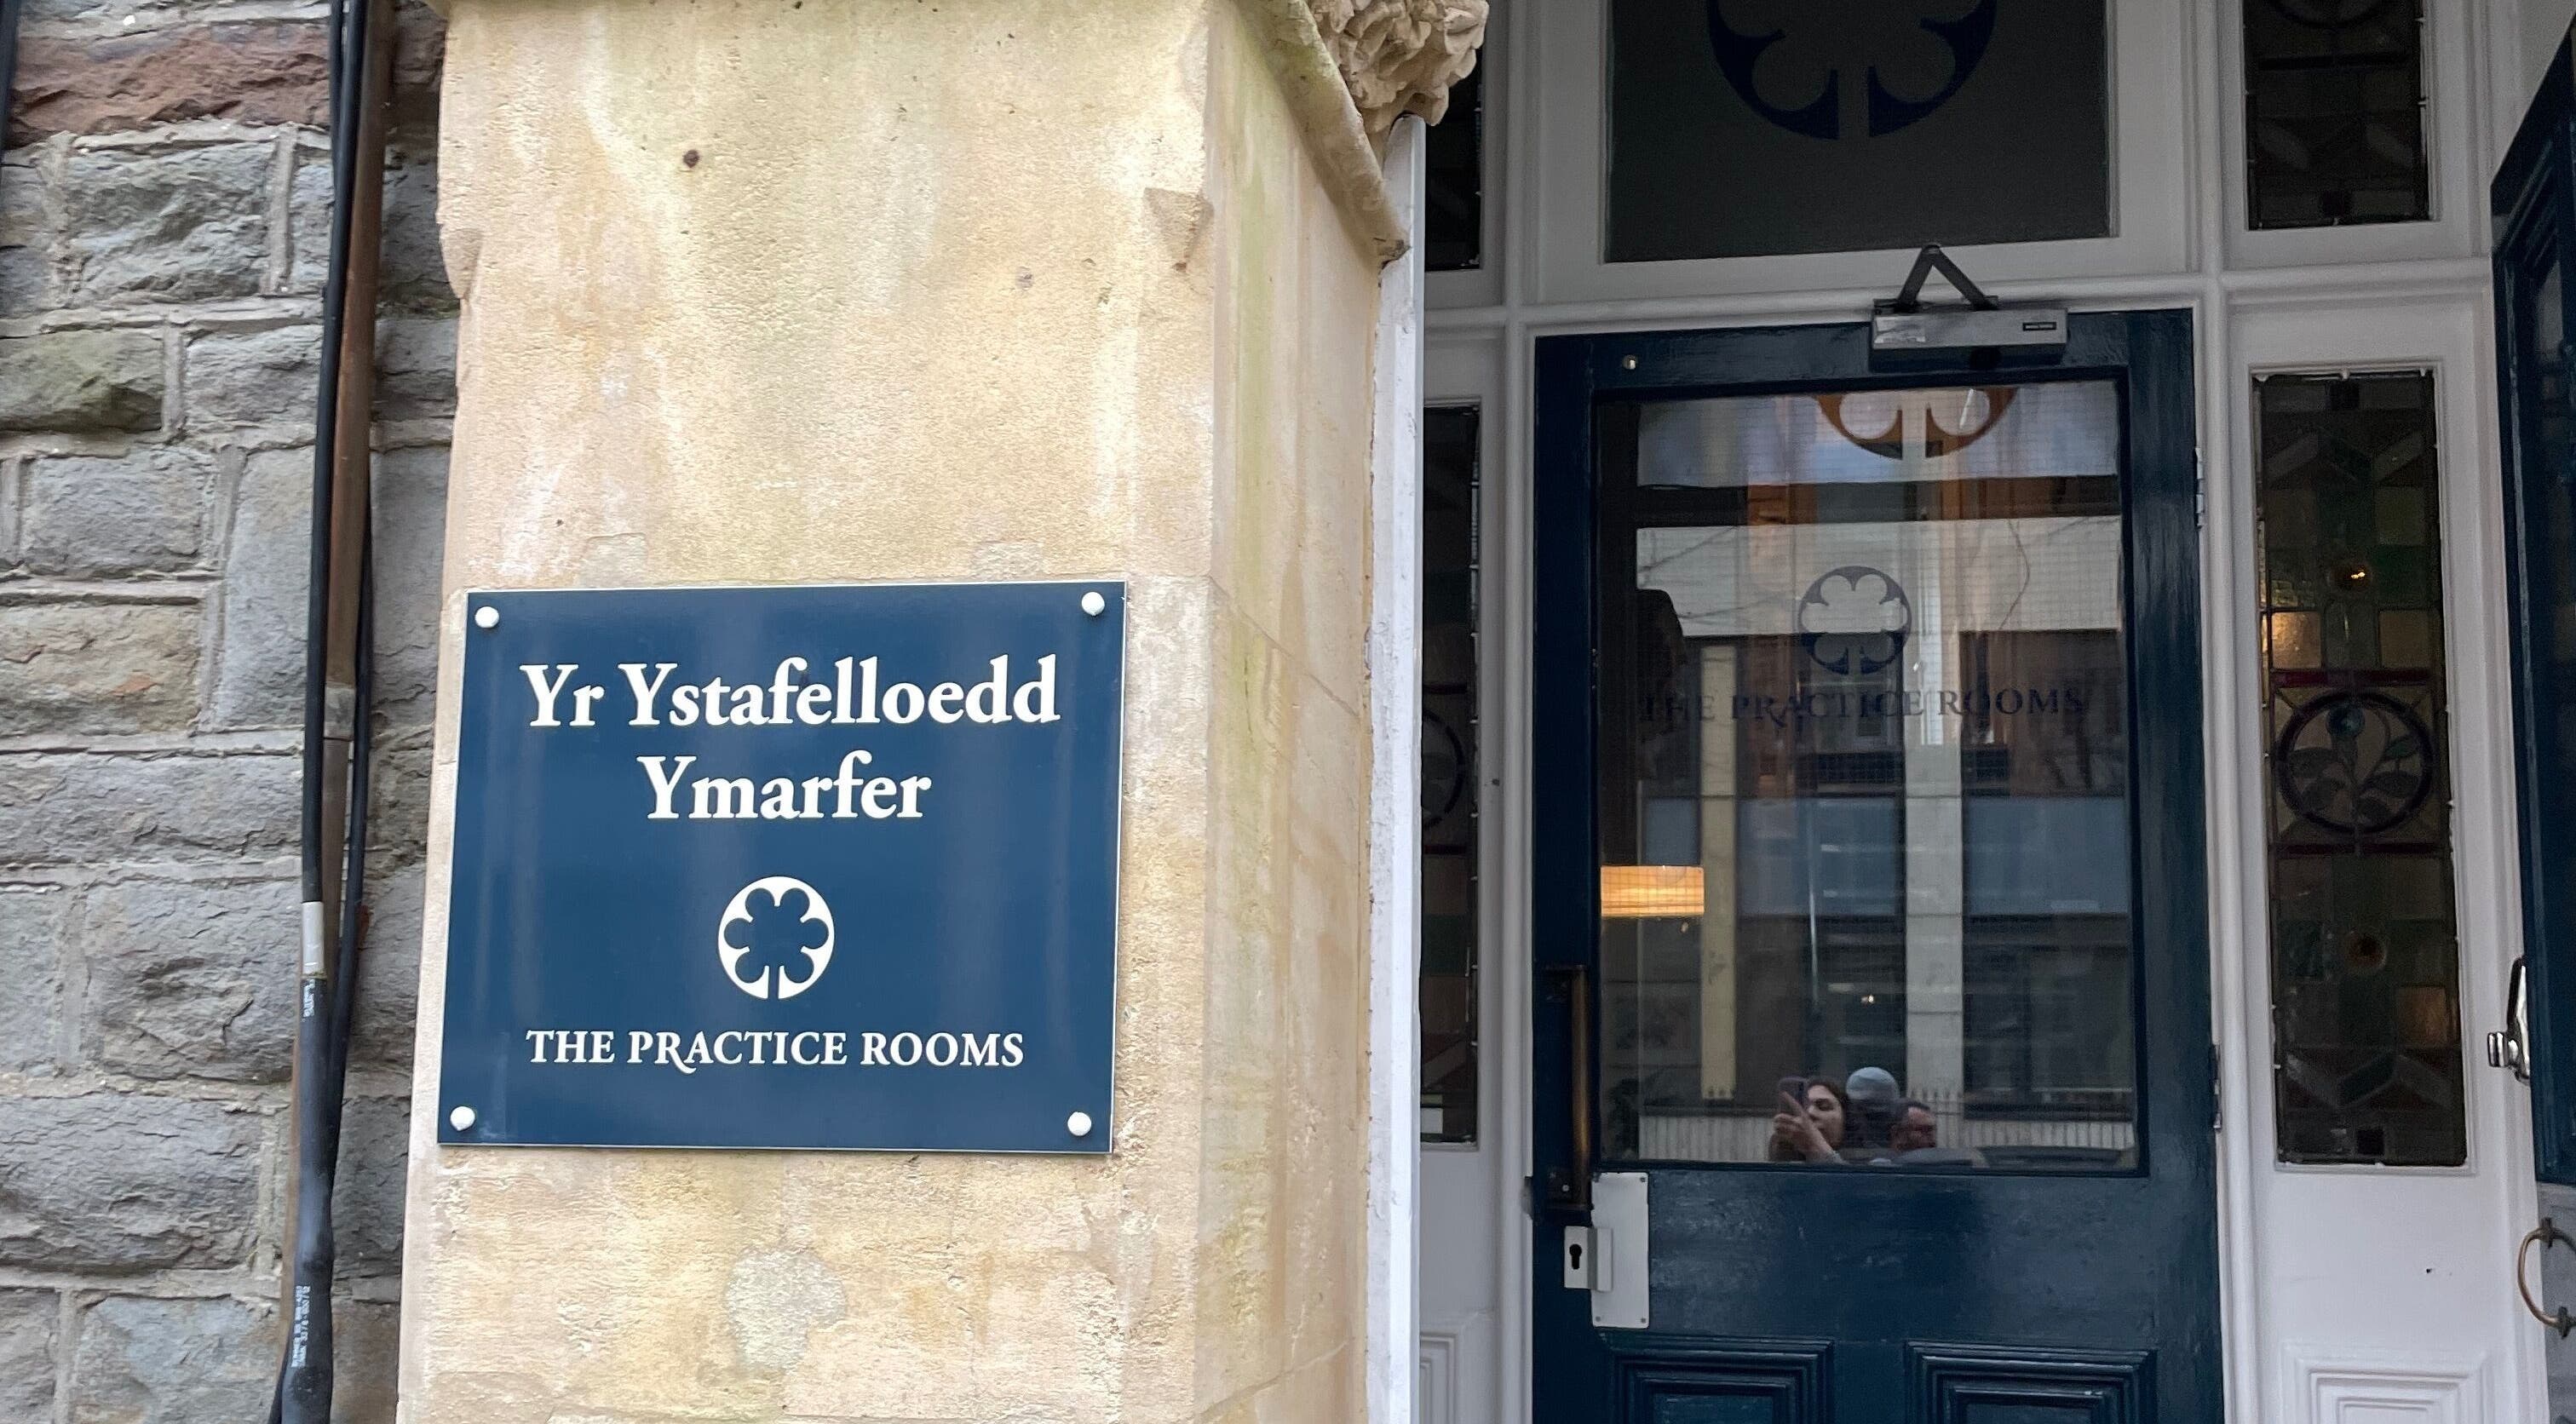 Yr Ystafelloedd
Ymarfer
THE PRACTICE ROOMS
THE PRACTICE ROOMS